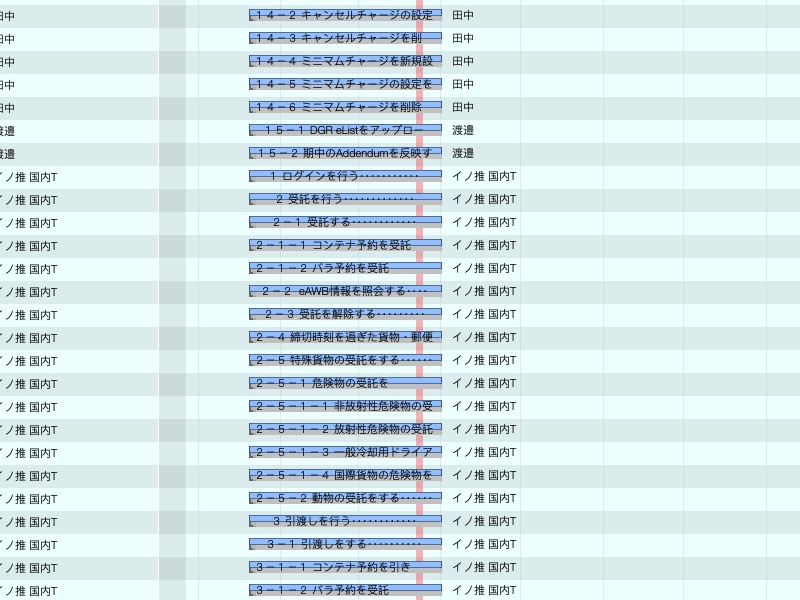 田中 14－2 キャンセルチャージの設定 田中
田中 14－3 キャンセルチャージを削 田中
田中 14－4 ミニマムチャージを新規設 田中
田中 14－5 ミニマムチャージの設定を 田中
田中 14－6 ミニマムチャージを削除 田中
渡邉 15－1 DGR eListをアップロー 渡邉
渡邉 15－2 期中のAddendumを反映す 渡邉
イノ推 国内T 1 ログインを行う･･･････････ イノ推 国内T
イノ推 国内T 2 受託を行う･････････････ イノ推 国内T
イノ推 国内T 2－1 受託する････････････ イノ推 国内T
イノ推 国内T 2－1－1 コンテナ予約を受託 イノ推 国内T
イノ推 国内T 2－1－2 バラ予約を受託 イノ推 国内T
イノ推 国内T 2－2 eAWB情報を照会する････ イノ推 国内T
イノ推 国内T 2－3 受託を解除する･････････ イノ推 国内T
イノ推 国内T 2－4 締切時刻を過ぎた貨物・郵便 イノ推 国内T
イノ推 国内T 2－5 特殊貨物の受託をする･･････ イノ推 国内T
イノ推 国内T 2－5－1 危険物の受託を イノ推 国内T
イノ推 国内T 2－5－1－1 非放射性危険物の受 イノ推 国内T
イノ推 国内T 2－5－1－2 放射性危険物の受託 イノ推 国内T
イノ推 国内T 2－5－1－3 一般冷却用ドライア イノ推 国内T
イノ推 国内T 2－5－1－4 国際貨物の危険物を イノ推 国内T
イノ推 国内T 2－5－2 動物の受託をする･･････ イノ推 国内T
イノ推 国内T 3 引渡しを行う････････････ イノ推 国内T
イノ推 国内T 3－1 引渡しをする･･････････ イノ推 国内T
イノ推 国内T 3－1－1 コンテナ予約を引き イノ推 国内T
イノ推 国内T 3－1－2 バラ予約を受託 イノ推 国内T